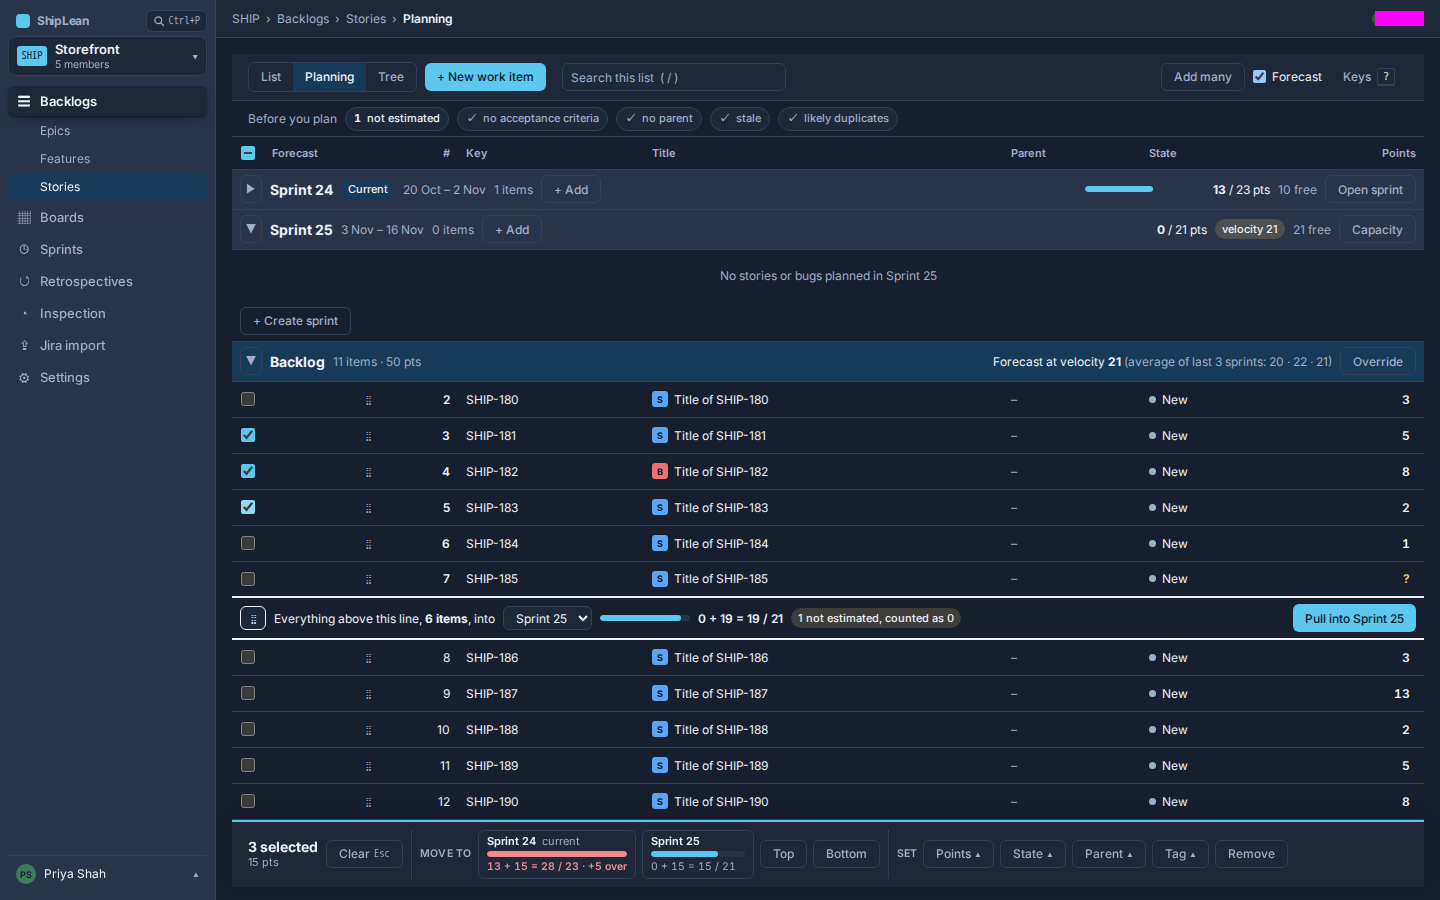 ShipLean
Ctrl+P
SHIP
Storefront
5 members
Backlogs
Epics
Features
Stories
Boards
Sprints
Retrospectives
Inspection
Jira import
Settings
PS Priya Shah
SHIP › Backlogs › Stories › Planning
List Planning Tree + New work item Search this list ( / ) Add many Forecast Keys ?
Before you plan 1 not estimated ✓ no acceptance criteria ✓ no parent ✓ stale ✓ likely duplicates
Forecast # Key Title Parent State Points
Sprint 24 Current 20 Oct – 2 Nov 1 items + Add 13 / 23 pts 10 free Open sprint
Sprint 25 3 Nov – 16 Nov 0 items + Add 0 / 21 pts velocity 21 21 free Capacity
No stories or bugs planned in Sprint 25
+ Create sprint
Backlog 11 items · 50 pts Forecast at velocity 21 (average of last 3 sprints: 20 · 22 · 21) Override
2 SHIP-180 S Title of SHIP-180 – New 3
3 SHIP-181 S Title of SHIP-181 – New 5
4 SHIP-182 B Title of SHIP-182 – New 8
5 SHIP-183 S Title of SHIP-183 – New 2
6 SHIP-184 S Title of SHIP-184 – New 1
7 SHIP-185 S Title of SHIP-185 – New ?
Everything above this line, 6 items, into Sprint 25 0 + 19 = 19 / 21 1 not estimated, counted as 0 Pull into Sprint 25
8 SHIP-186 S Title of SHIP-186 – New 3
9 SHIP-187 S Title of SHIP-187 – New 13
10 SHIP-188 S Title of SHIP-188 – New 2
11 SHIP-189 S Title of SHIP-189 – New 5
12 SHIP-190 S Title of SHIP-190 – New 8
3 selected
15 pts
Clear Esc
MOVE TO
Sprint 24 current
13 + 15 = 28 / 23 · +5 over
Sprint 25
0 + 15 = 15 / 21
Top Bottom SET Points State Parent Tag Remove